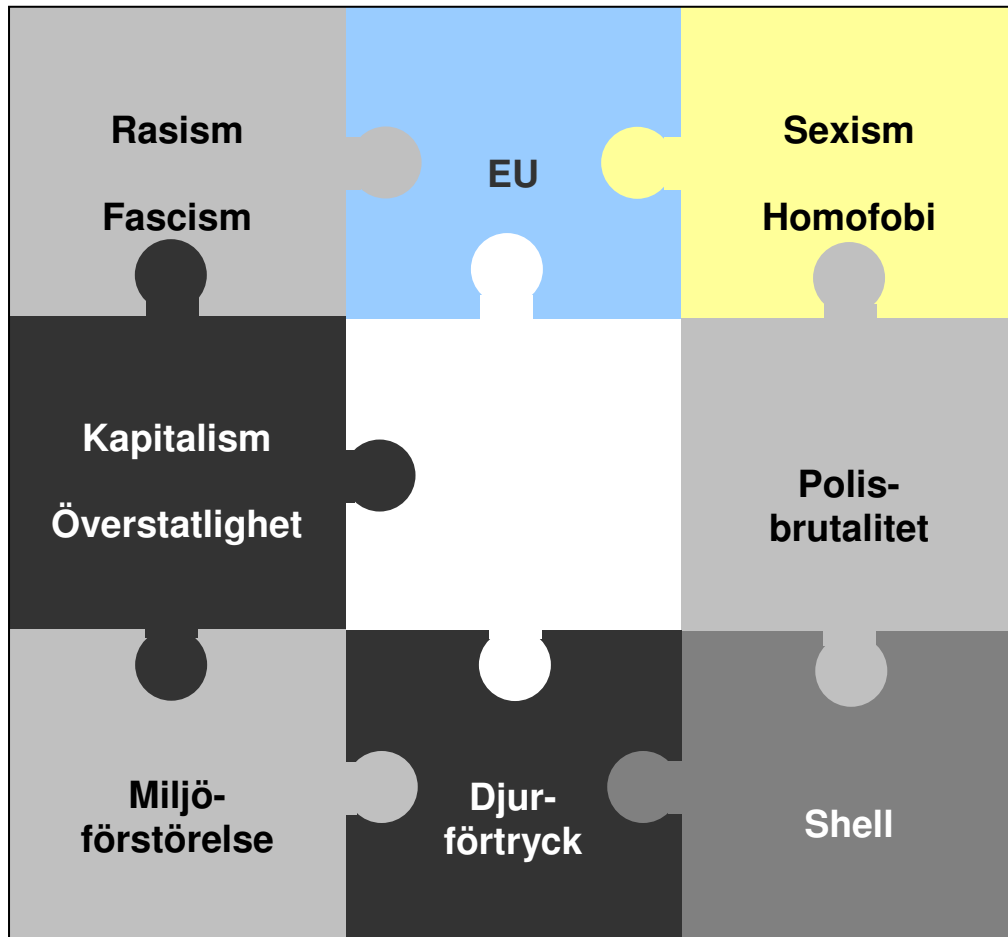 Rasism
Fascism
EU
Sexism
Homofobi
Kapitalism
Överstatlighet
Polis-
brutalitet
Miljö-
förstörelse
Djur-
förtryck
Shell